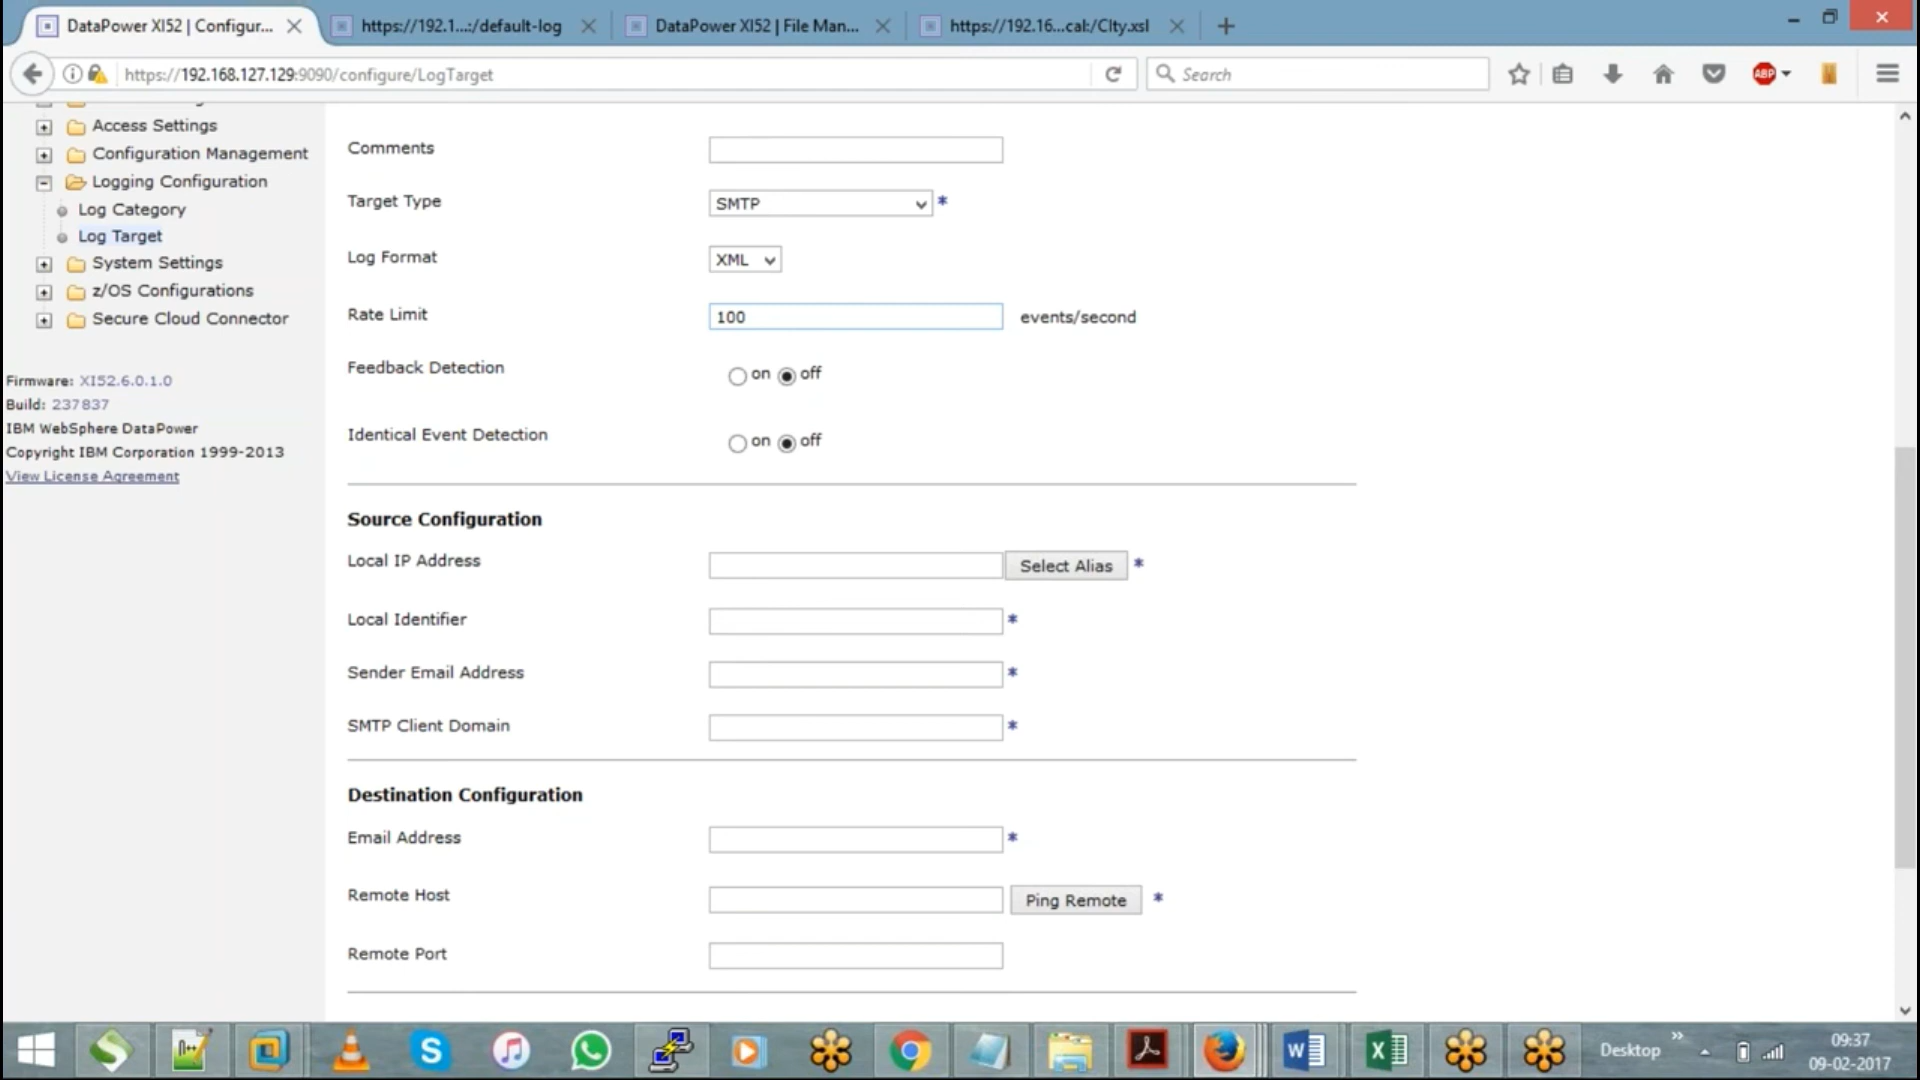 DataPower XI52 | Configur...
https://192.1...:/default-log
DataPower XI52 | File Man...
https://192.16...cal:/CIty.xsl
https://192.168.127.129:9090/configure/LogTarget
Search
ABP
Access Settings
Configuration Management
Logging Configuration
Log Category
Log Target
System Settings
z/OS Configurations
Secure Cloud Connector
Firmware: XI52.6.0.1.0
Build: 237837
IBM WebSphere DataPower
Copyright IBM Corporation 1999-2013
View License Agreement
Comments
Target Type SMTP *
Log Format XML
Rate Limit 100 events/second
Feedback Detection on off
Identical Event Detection on off
Source Configuration
Local IP Address Select Alias *
Local Identifier *
Sender Email Address *
SMTP Client Domain *
Destination Configuration
Email Address *
Remote Host Ping Remote *
Remote Port
Desktop
09:37
09-02-2017